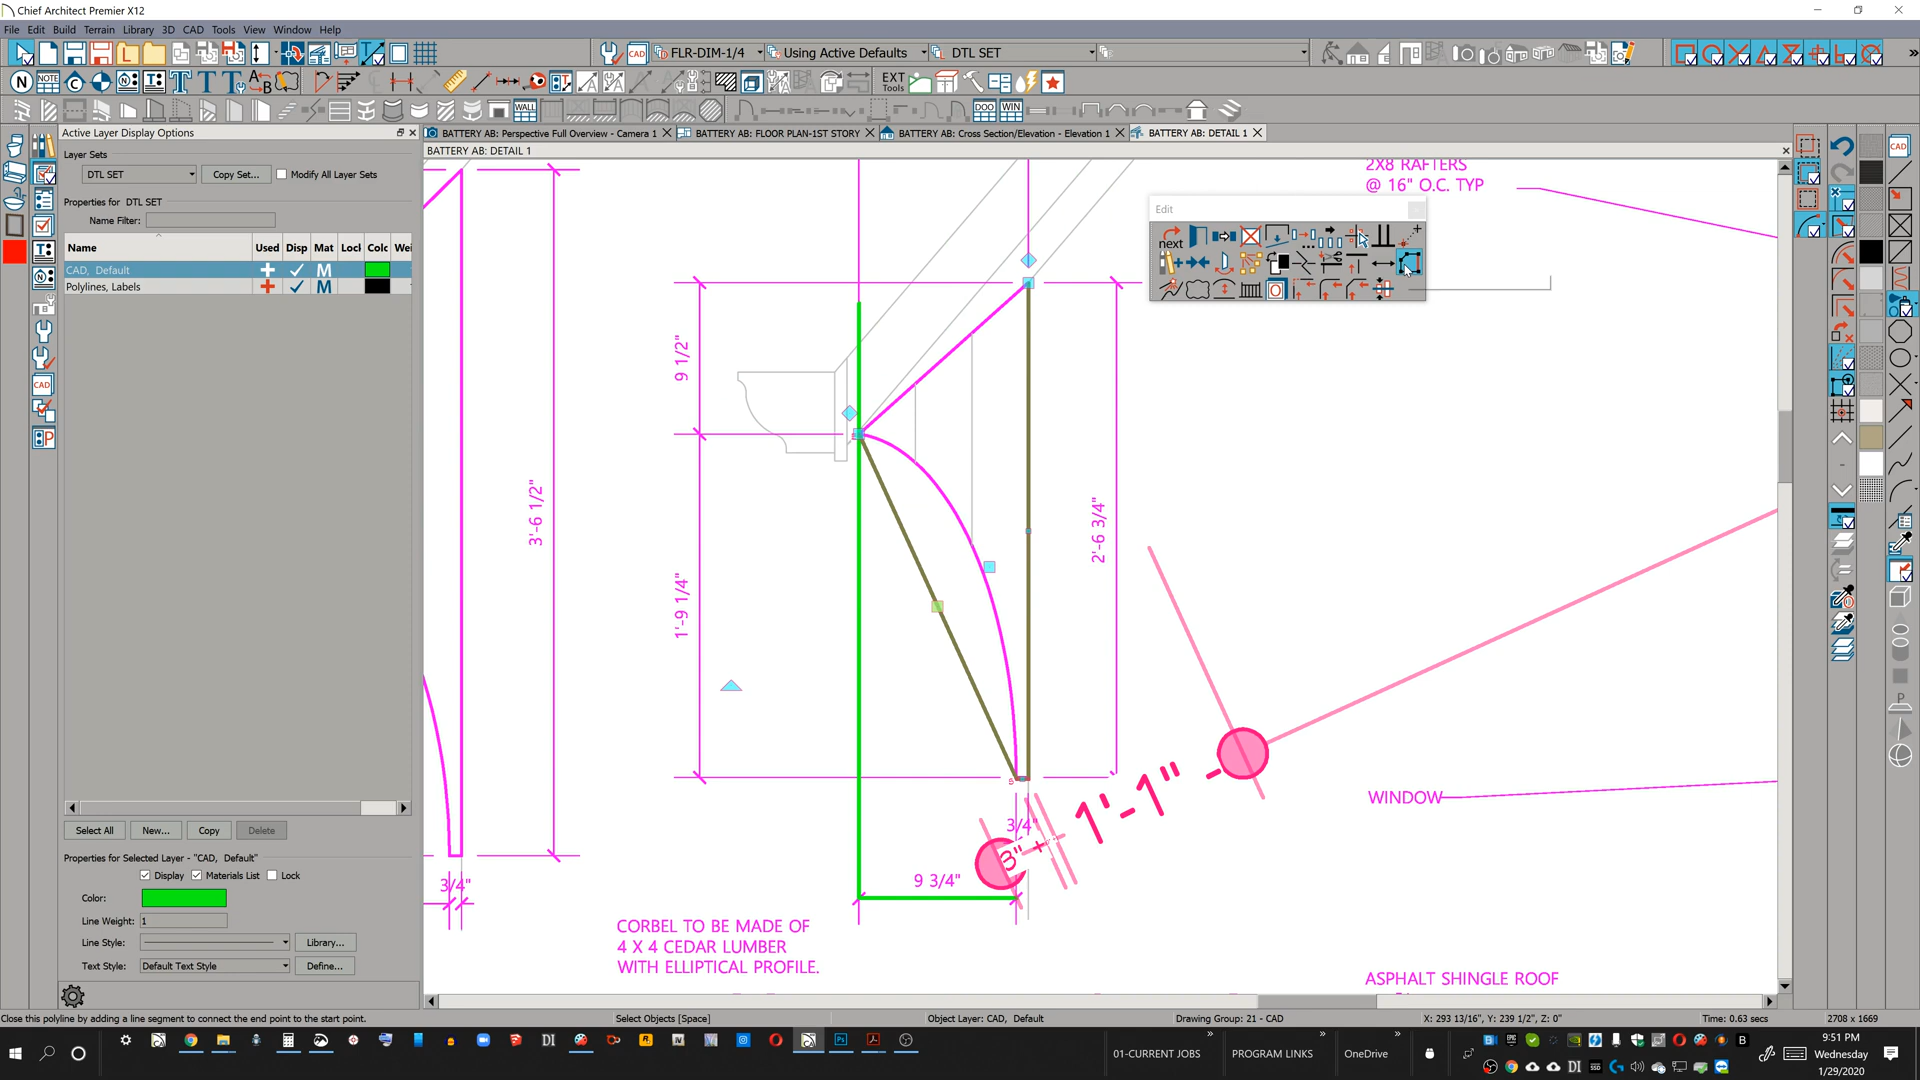 Chief Architect Premier X12
File Edit Build Terrain Library 3D CAD Tools View Window Help
FLR-DIM-1/4 Using Active Defaults DTL SET
EXT
Tools
WALL DOO WIN
Active Layer Display Options
BATTERY AB: Perspective Full Overview - Camera 1
BATTERY AB: FLOOR PLAN-1ST STORY
BATTERY AB: Cross Section/Elevation - Elevation 1
BATTERY AB: DETAIL 1
BATTERY AB: DETAIL 1
Layer Sets
DTL SET Copy Set... Modify All Layer Sets
Properties for DTL SET
Name Filter:
Name Used Disp Mat Locl Colc Wei
CAD, Default M
Polylines, Labels M
Select All New... Copy Delete
Properties for Selected Layer - "CAD, Default"
Display Materials List Lock
Color:
Line Weight: 1
Line Style: Library...
Text Style: Default Text Style Define...
2X8 RAFTERS
@ 16" O.C. TYP
Edit
next
9 1/2"
3'-6 1/2"
2'-6 3/4"
1'-9 1/4"
WINDOW
1'-1"
3/4"
3"
3/4"
9 3/4"
CORBEL TO BE MADE OF
4 X 4 CEDAR LUMBER
WITH ELLIPTICAL PROFILE.
ASPHALT SHINGLE ROOF
Close this polyline by adding a line segment to connect the end point to the start point.
Select Objects [Space]
Object Layer: CAD, Default
Drawing Group: 21 - CAD
X: 293 13/16", Y: 239 1/2", Z: 0"
Time: 0.63 secs
2708 x 1669
01-CURRENT JOBS PROGRAM LINKS OneDrive
9:51 PM
Wednesday
1/29/2020